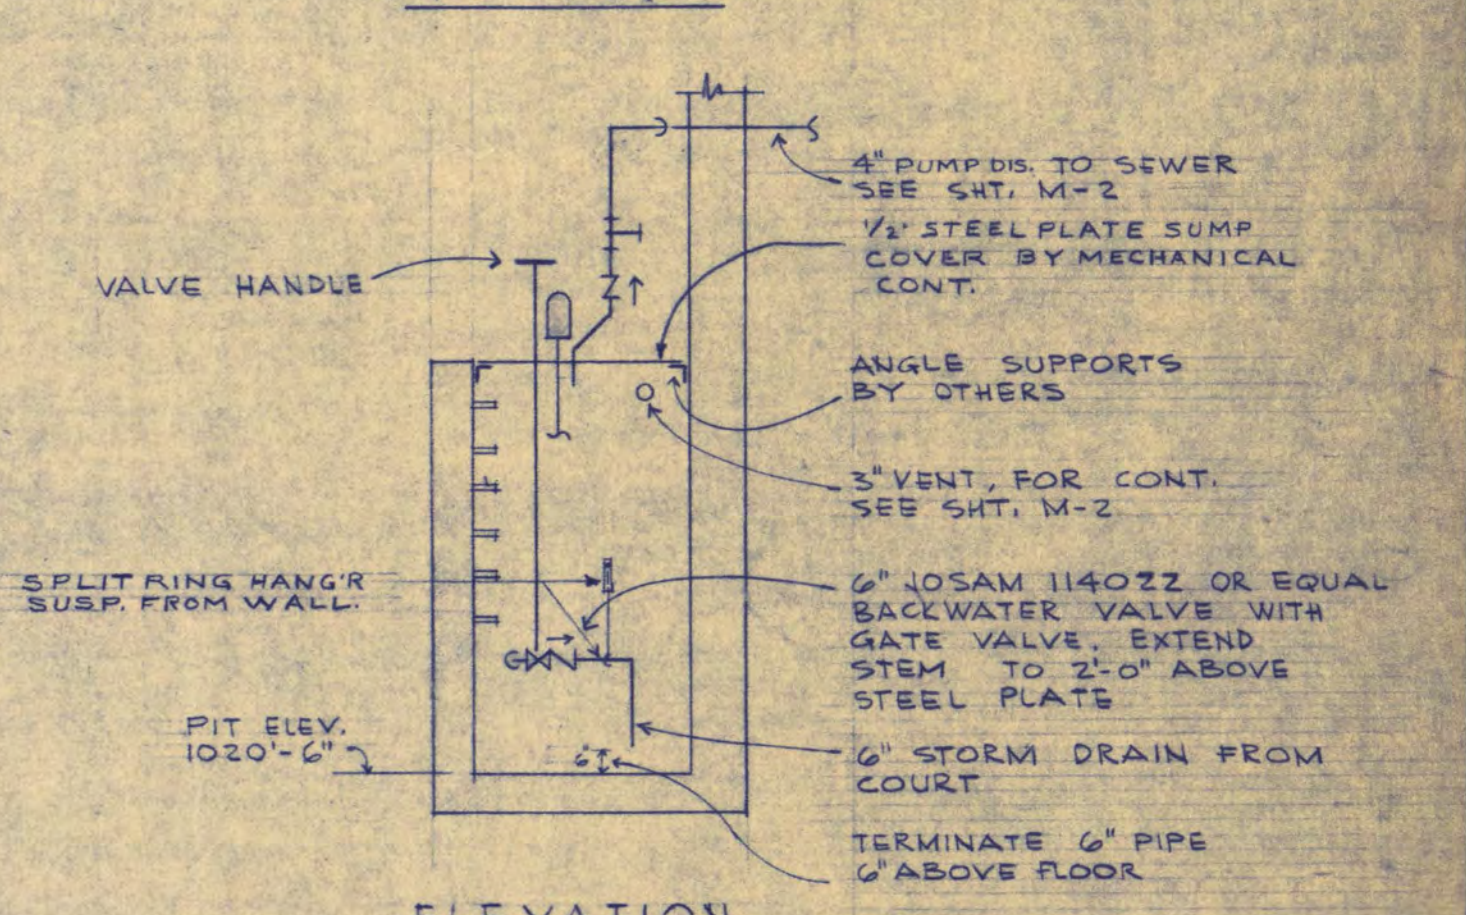 4" PUMP DIS. TO SEWER
SEE SHT. M-2
1/2" STEEL PLATE SUMP
COVER BY MECHANICAL
CONT.
VALVE HANDLE
ANGLE SUPPORTS
BY OTHERS
3" VENT, FOR CONT.
SEE SHT. M-2
SPLIT RING HANG'R
SUSP. FROM WALL.
6" JOSAM 11402Z OR EQUAL
BACKWATER VALVE WITH
GATE VALVE. EXTEND
STEM TO 2'-0" ABOVE
STEEL PLATE
PIT ELEV.
1020'-6"
6"
6" STORM DRAIN FROM
COURT
TERMINATE 6" PIPE
6" ABOVE FLOOR
ELEVATION